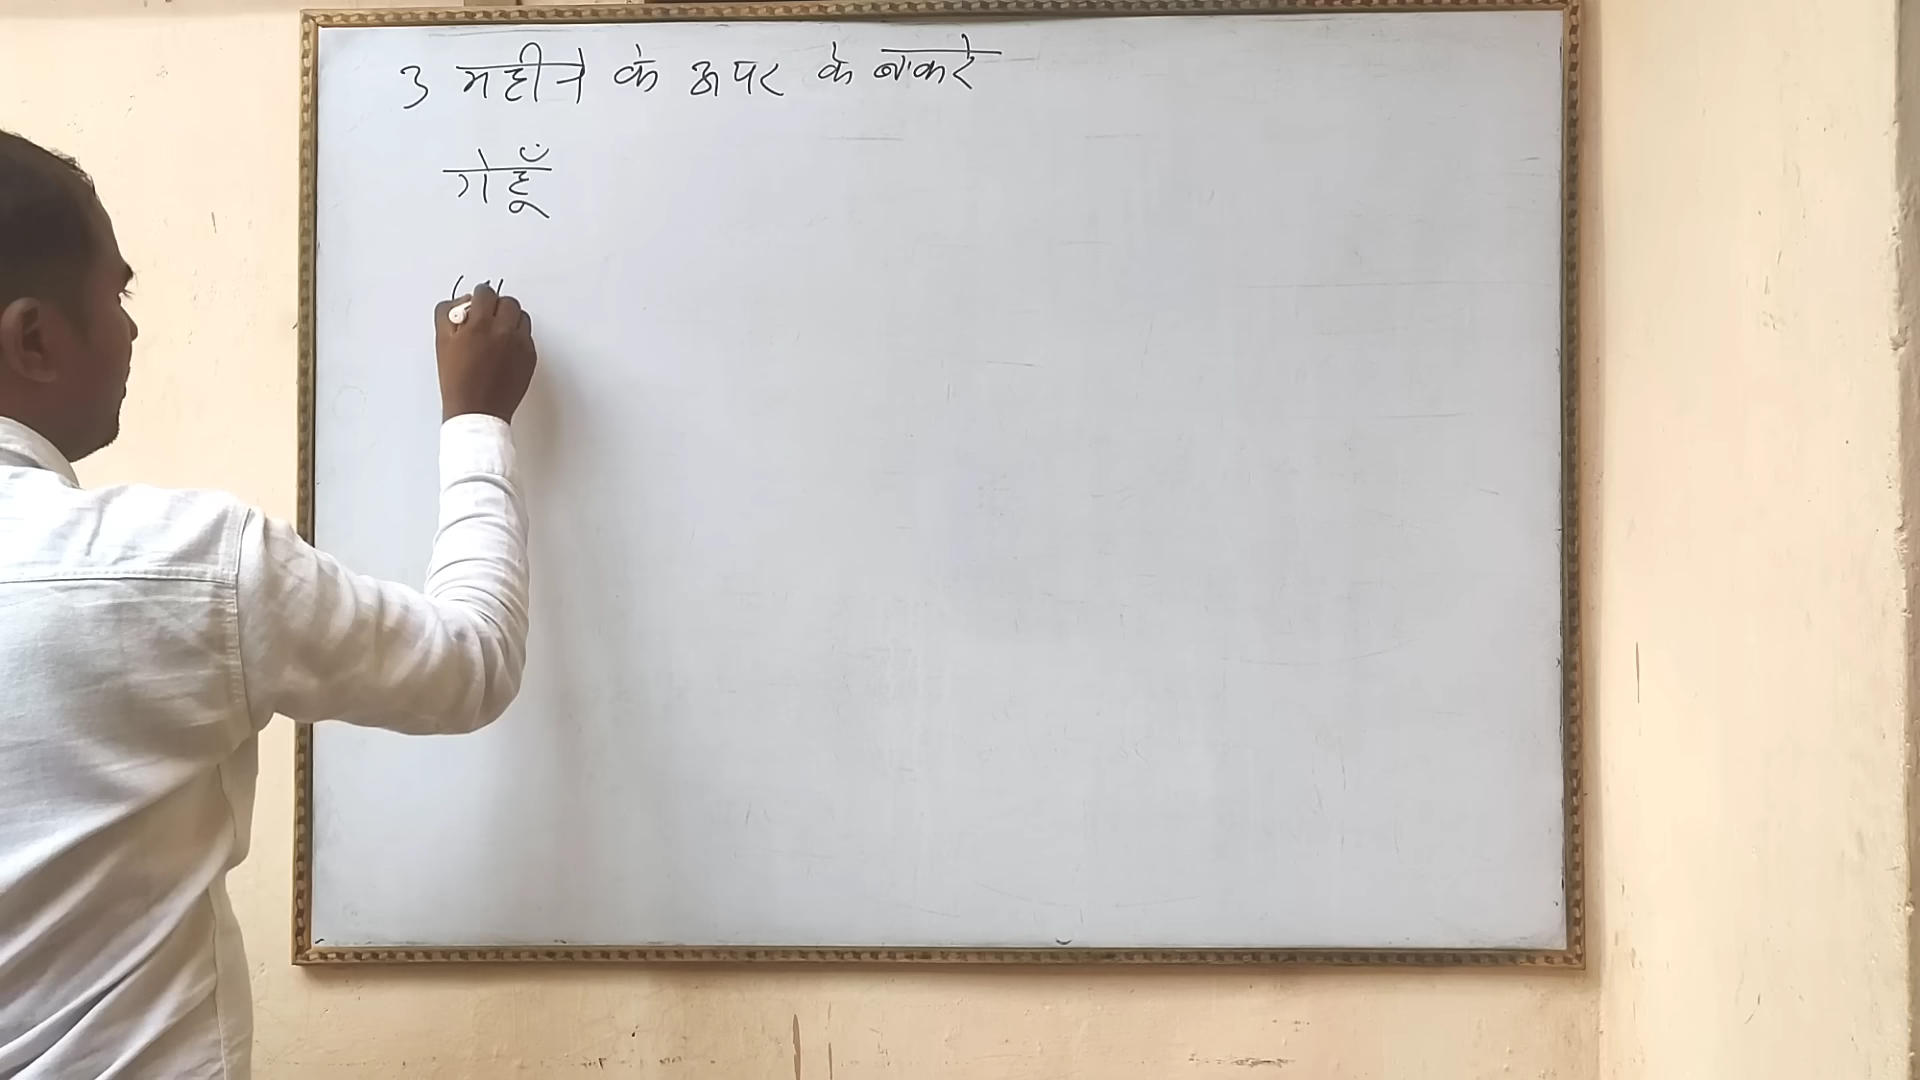 3 महीने के ऊपर के बकरे
गेहूँ